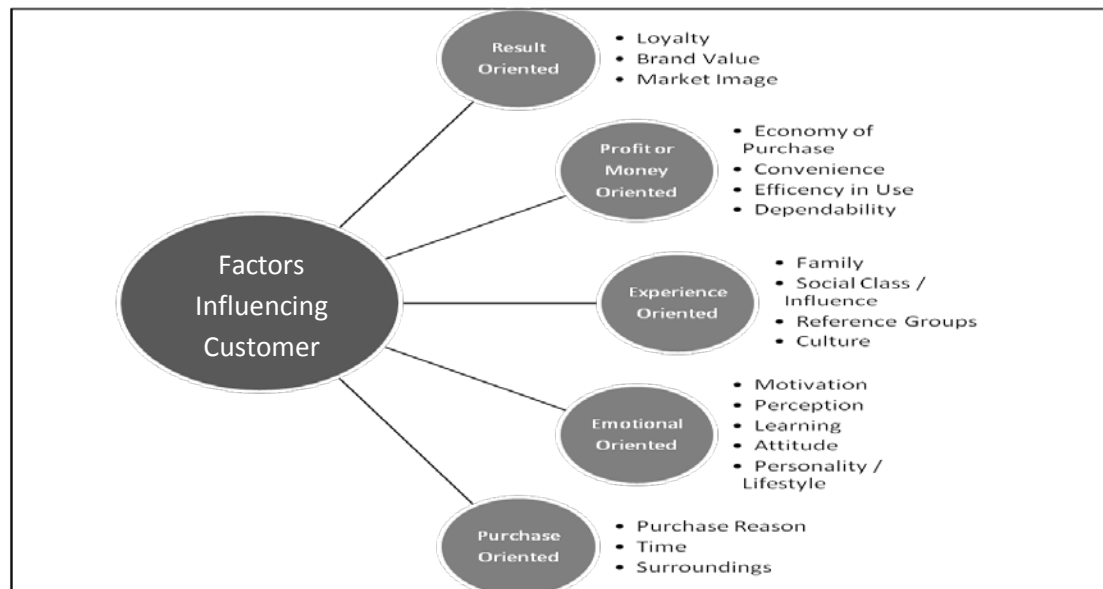 Factors
Influencing
Customer
Result
Oriented
• Loyalty
• Brand Value
• Market Image
Profit or
Money
Oriented
• Economy of
Purchase
• Convenience
• Efficency in Use
• Dependability
Experience
Oriented
• Family
• Social Class /
Influence
• Reference Groups
• Culture
Emotional
Oriented
• Motivation
• Perception
• Learning
• Attitude
• Personality /
Lifestyle
Purchase
Oriented
• Purchase Reason
• Time
• Surroundings